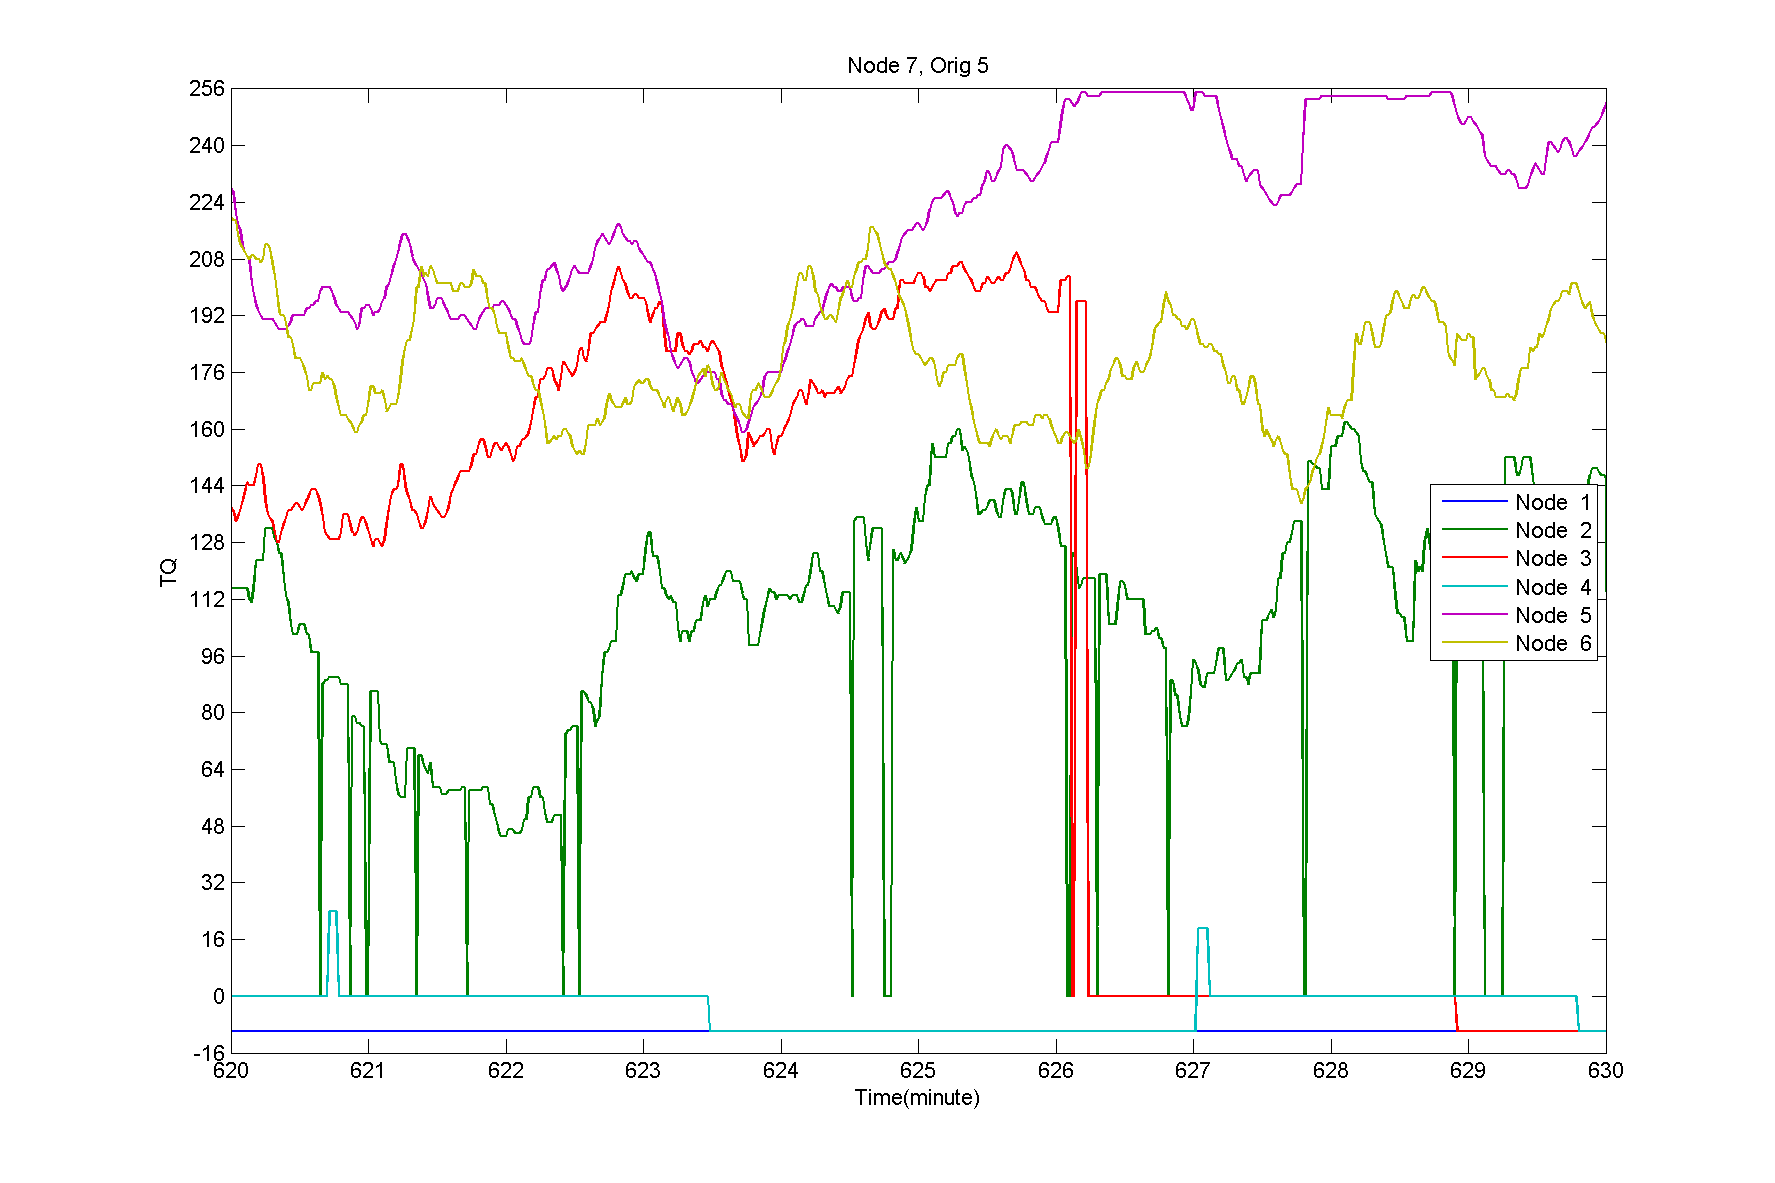 Node 7, Orig 5
256
240
224
208
192
176
160
144
128
112
96
80
64
48
32
16
0
-16
TQ
Node 1
Node 2
Node 3
Node 4
Node 5
Node 6
620 621 622 623 624 625 626 627 628 629 630
Time(minute)